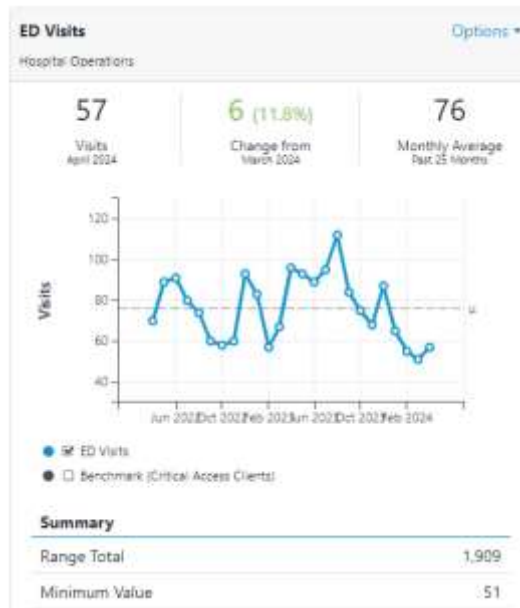 ED Visits Options
Hospital Operations
57 6 (11.8%) 76
Visits Change from Monthly Average
April 2024 March 2024 Past 25 Months
120
100
80
60
40
Visits
Jun 2022 Oct 2022 Feb 2023 Jun 2023 Oct 2023 Feb 2024
ED Visits
Benchmark (Critical Access Clients)
Summary
Range Total 1,909
Minimum Value 51